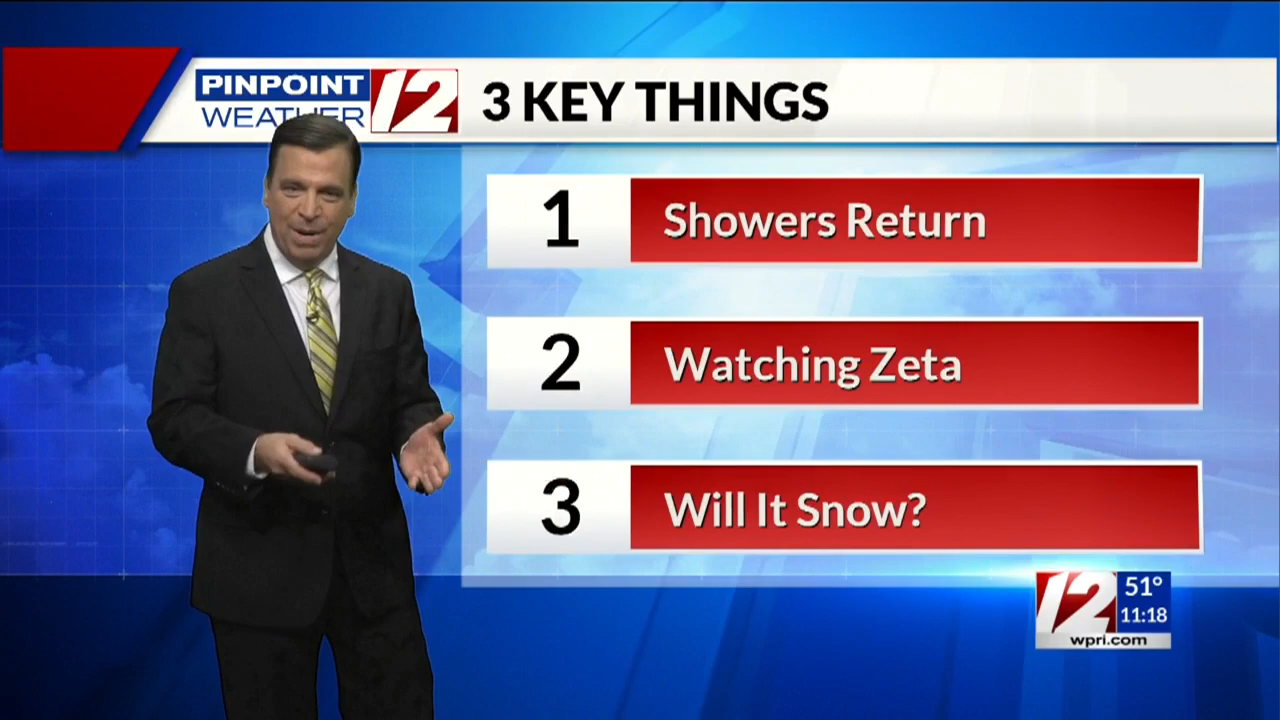 PINPOINT
WEATHER
12
3 KEY THINGS
1
Showers Return
2
Watching Zeta
3
Will It Snow?
12
51°
11:18
wpri.com